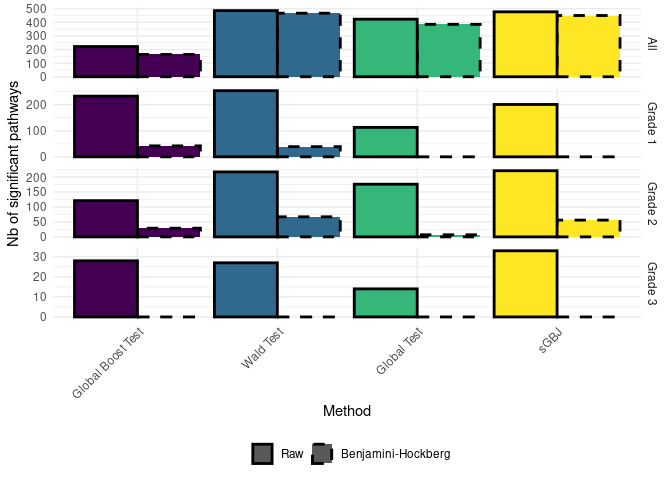 Nb of significant pathways
500
400
300
200
100
0
All
200
100
0
Grade 1
200
150
100
50
0
Grade 2
30
20
10
0
Grade 3
Global Boost Test
Wald Test
Global Test
sGBJ
Method
Raw
Benjamini-Hockberg